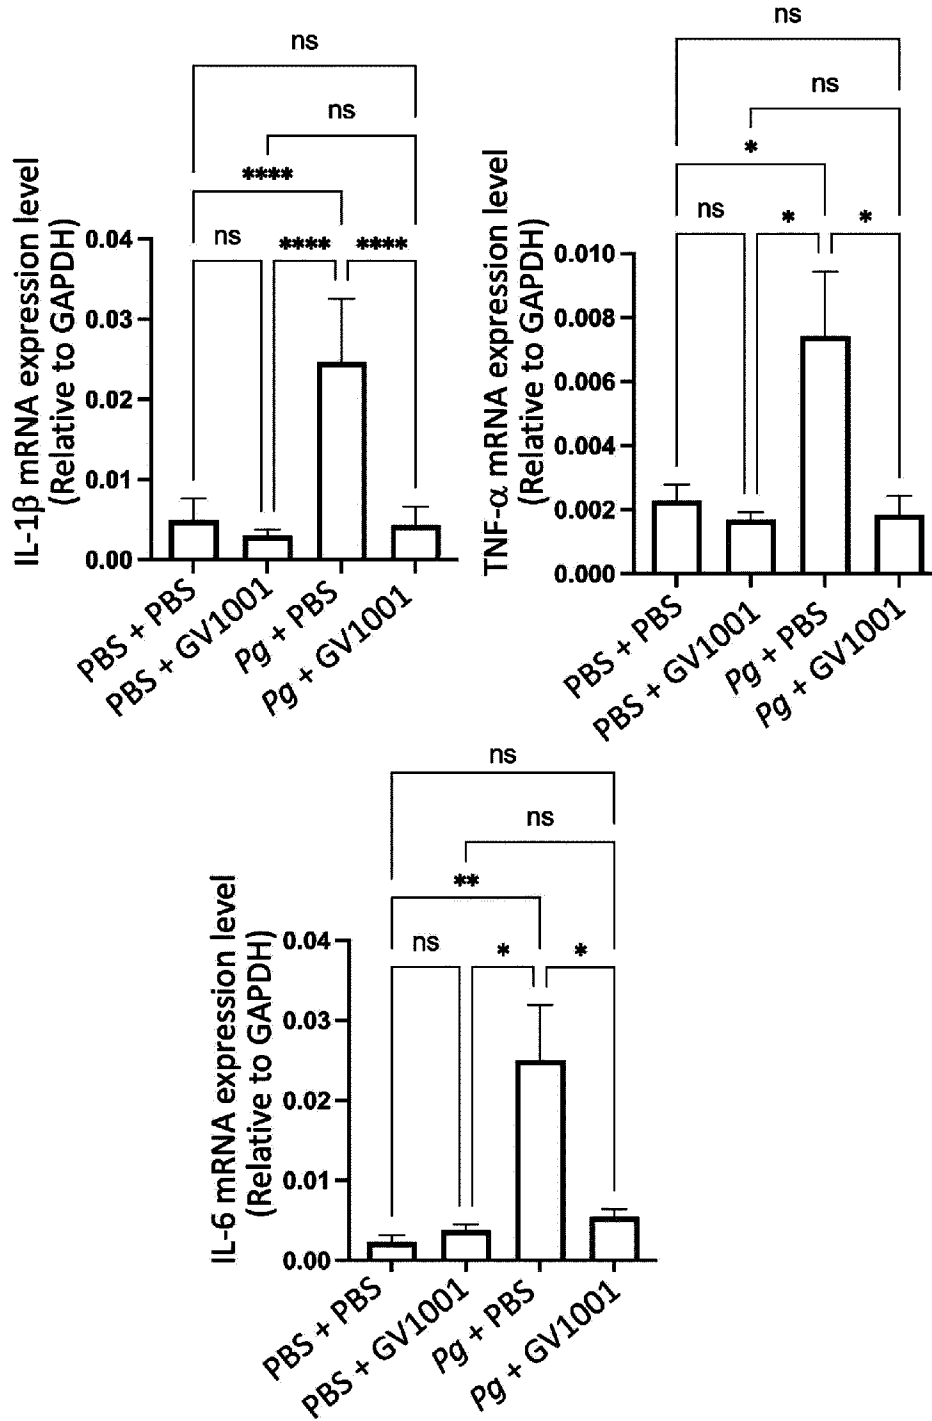 ns
ns
****
ns
****
****
IL-1β mRNA expression level
(Relative to GAPDH)
0.04
0.03
0.02
0.01
0.00
PBS + PBS
PBS + GV1001
Pg + PBS
Pg + GV1001
ns
ns
*
ns
*
*
TNF-α mRNA expression level
(Relative to GAPDH)
0.010
0.008
0.006
0.004
0.002
0.000
PBS + PBS
PBS + GV1001
Pg + PBS
Pg + GV1001
ns
ns
**
ns
*
*
IL-6 mRNA expression level
(Relative to GAPDH)
0.04
0.03
0.02
0.01
0.00
PBS + PBS
PBS + GV1001
Pg + PBS
Pg + GV1001